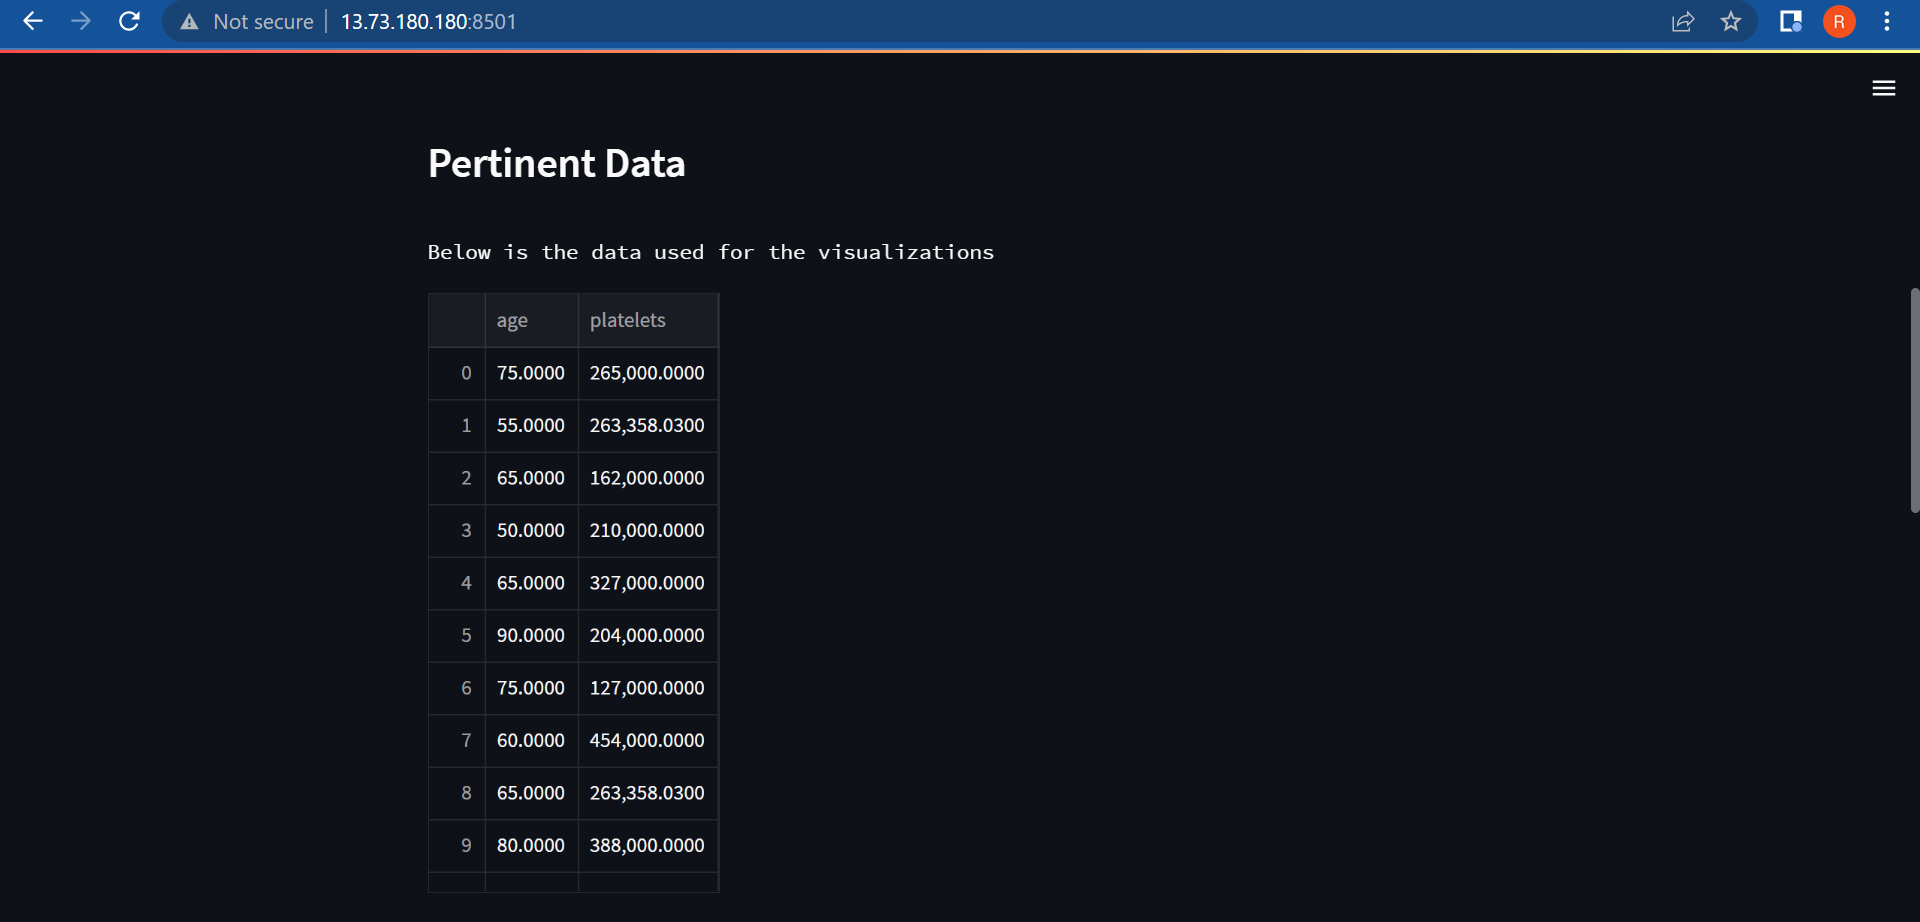 Not secure 13.73.180.180:8501 R
Pertinent Data
Below is the data used for the visualizations
age platelets
0 75.0000 265,000.0000
1 55.0000 263,358.0300
2 65.0000 162,000.0000
3 50.0000 210,000.0000
4 65.0000 327,000.0000
5 90.0000 204,000.0000
6 75.0000 127,000.0000
7 60.0000 454,000.0000
8 65.0000 263,358.0300
9 80.0000 388,000.0000